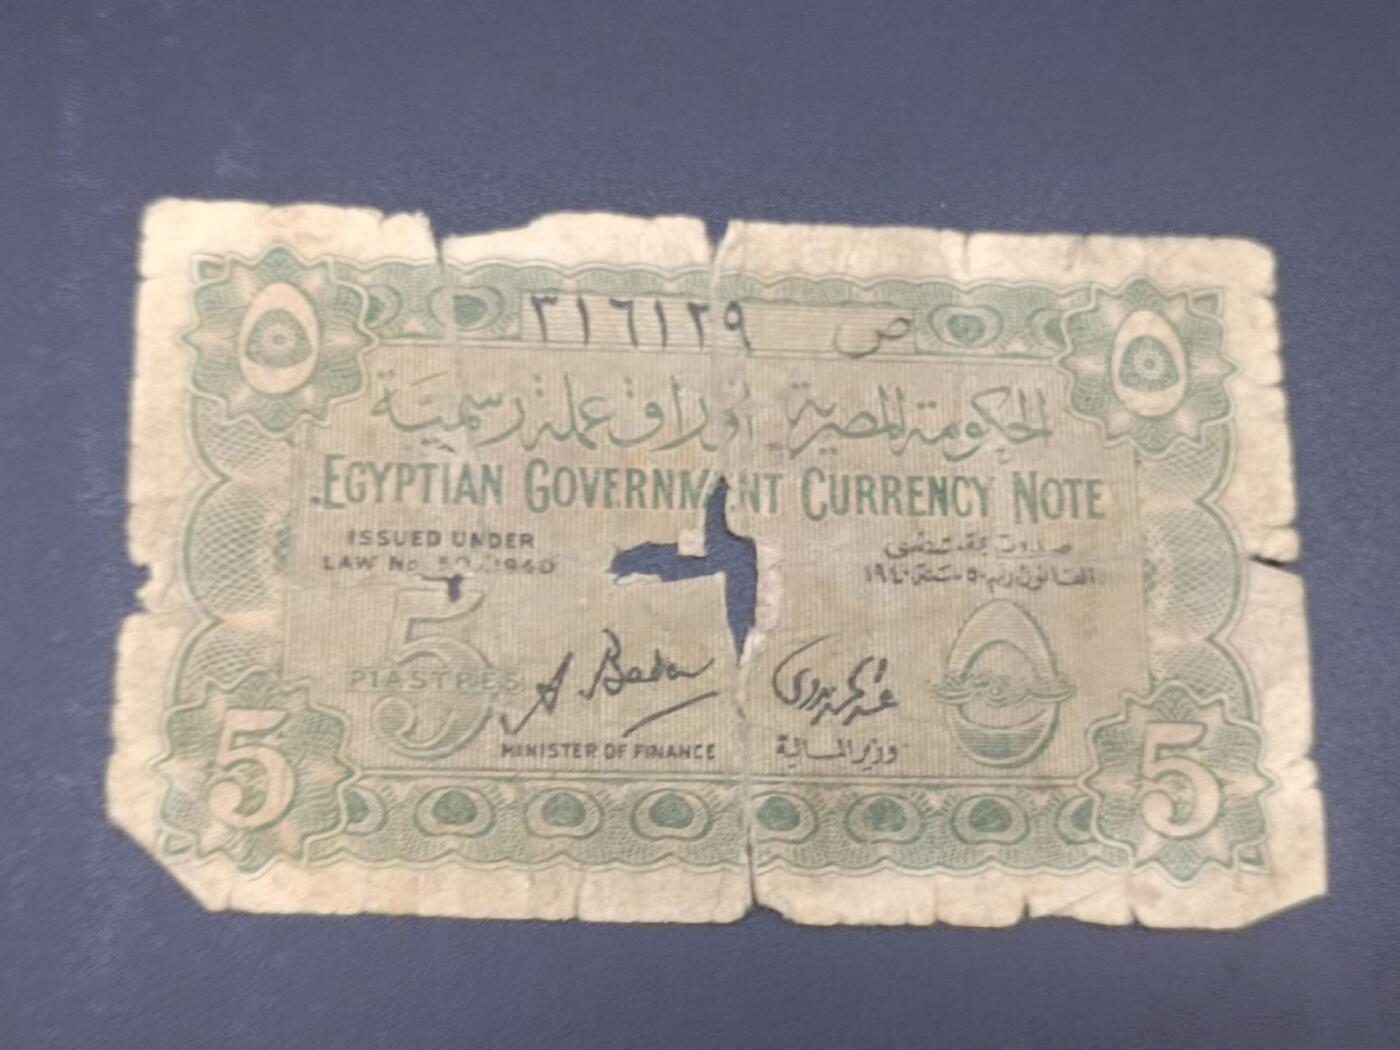 ٣١٦١٢٩ ص
الحكومة المصرية أوراق عملة رسمية
EGYPTIAN GOVERNMENT CURRENCY NOTE
ISSUED UNDER
LAW No 50/1940
صدرت بمقتضى
القانون رقم ٥٠ سنة ١٩٤٠
٥
٥
5
PIASTRES
A. Badawi
MINISTER OF FINANCE
وزير المالية
5
5